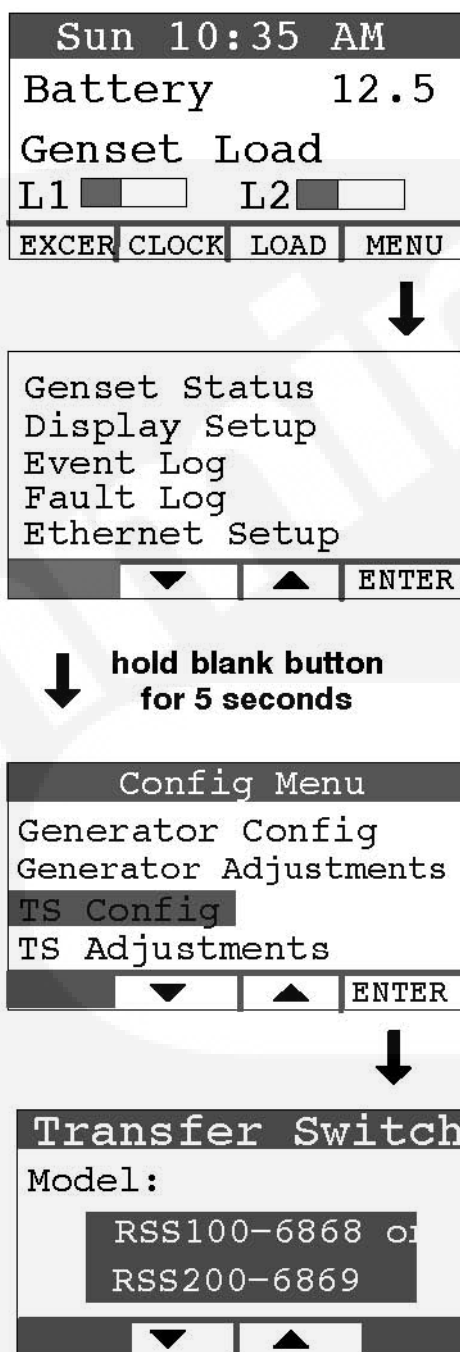 Sun 10:35 AM
Battery 12.5
Genset Load
L1 L2
EXCER CLOCK LOAD MENU
Genset Status
Display Setup
Event Log
Fault Log
Ethernet Setup
ENTER
hold blank button
for 5 seconds
Config Menu
Generator Config
Generator Adjustments
TS Config
TS Adjustments
ENTER
Transfer Switch
Model:
RSS100-6868
RSS200-6869